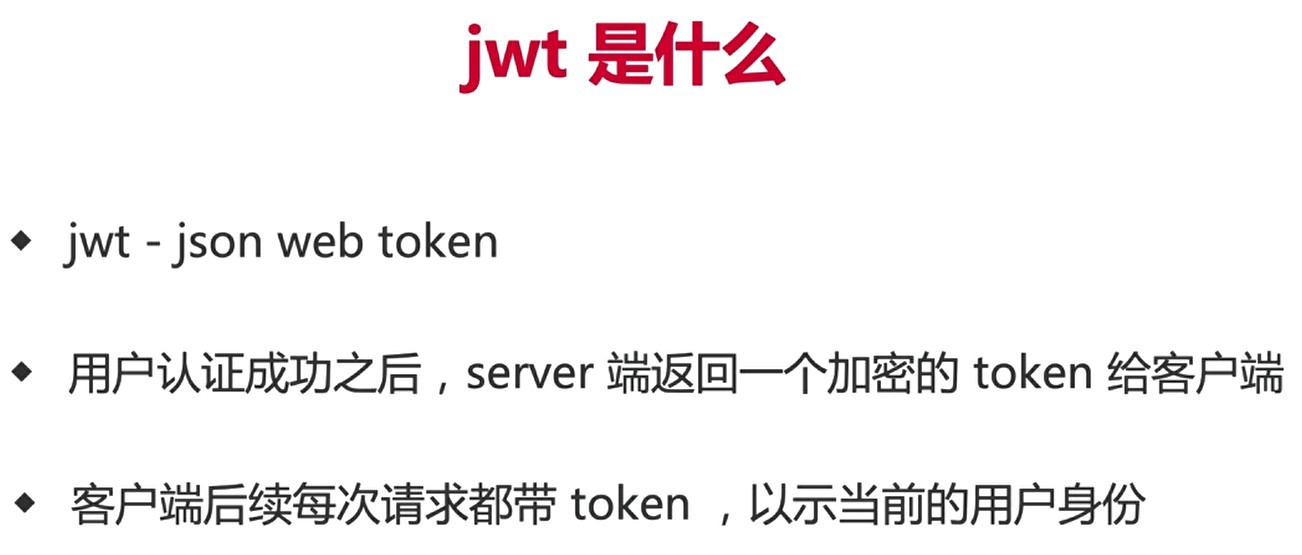 jwt 是什么
◆ jwt - json web token
◆ 用户认证成功之后，server 端返回一个加密的 token 给客户端
◆ 客户端后续每次请求都带 token ，以示当前的用户身份